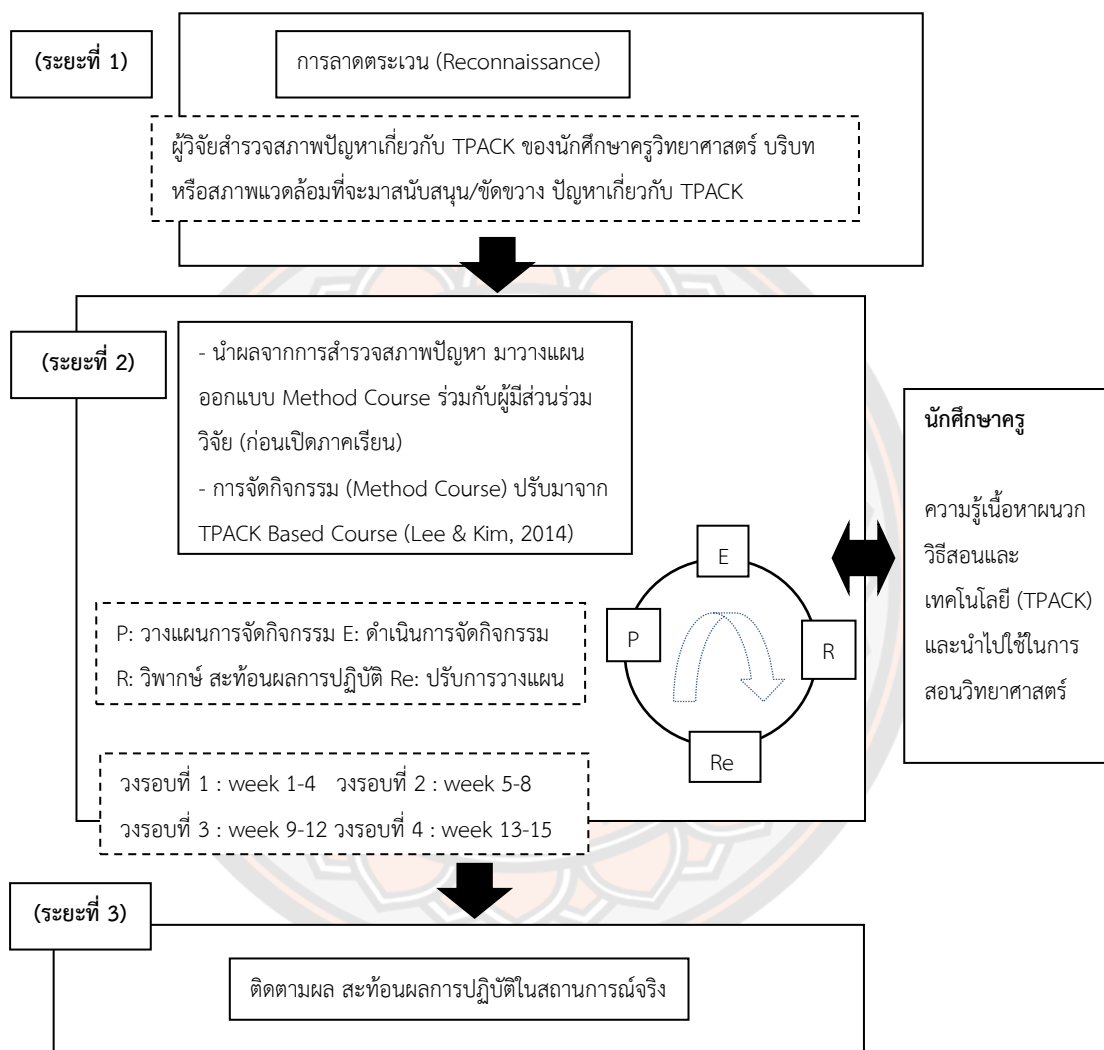 (ระยะที่ 1)
การลาดตระเวน (Reconnaissance)
ผู้วิจัยสำรวจสภาพปัญหาเกี่ยวกับ TPACK ของนักศึกษาครูวิทยาศาสตร์ บริบท
หรือสภาพแวดล้อมที่จะมาสนับสนุน/ขัดขวาง ปัญหาเกี่ยวกับ TPACK
(ระยะที่ 2)
- นำผลจากการสำรวจสภาพปัญหา มาวางแผน
ออกแบบ Method Course ร่วมกับผู้มีส่วนร่วม
วิจัย (ก่อนเปิดภาคเรียน)
- การจัดกิจกรรม (Method Course) ปรับมาจาก
TPACK Based Course (Lee & Kim, 2014)
P: วางแผนการจัดกิจกรรม E: ดำเนินการจัดกิจกรรม
R: วิพากษ์ สะท้อนผลการปฏิบัติ Re: ปรับการวางแผน
E
P
R
Re
นักศึกษาครู
ความรู้เนื้อหาผนวก
วิธีสอนและ
เทคโนโลยี (TPACK)
และนำไปใช้ในการ
สอนวิทยาศาสตร์
วงรอบที่ 1 : week 1-4 วงรอบที่ 2 : week 5-8
วงรอบที่ 3 : week 9-12 วงรอบที่ 4 : week 13-15
(ระยะที่ 3)
ติดตามผล สะท้อนผลการปฏิบัติในสถานการณ์จริง